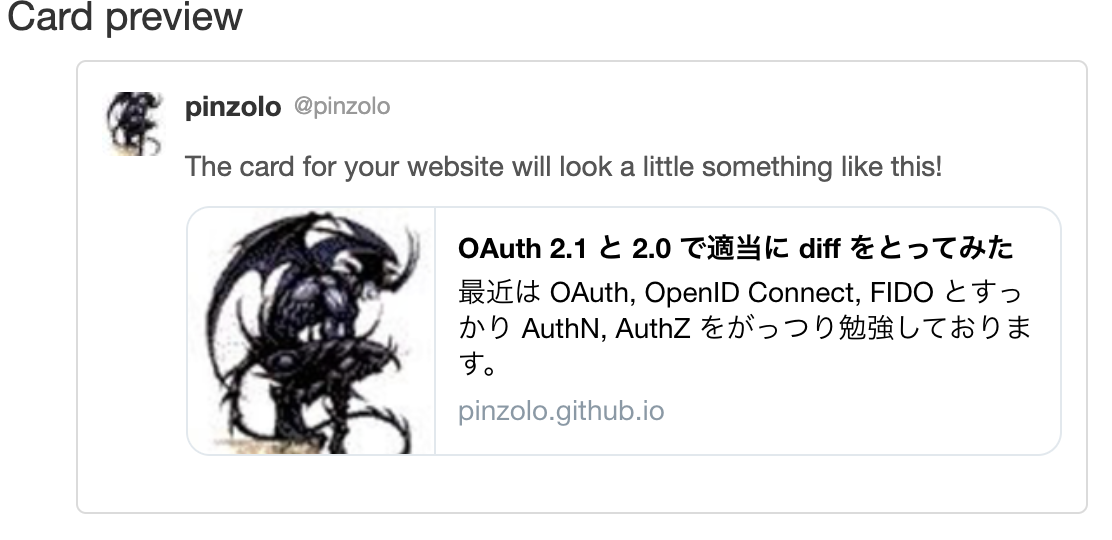 Card preview
pinzolo @pinzolo
The card for your website will look a little something like this!
OAuth 2.1 と 2.0 で適当に diff をとってみた
最近は OAuth, OpenID Connect, FIDO とすっ
かり AuthN, AuthZ をがっつり勉強しておりま
す。
pinzolo.github.io